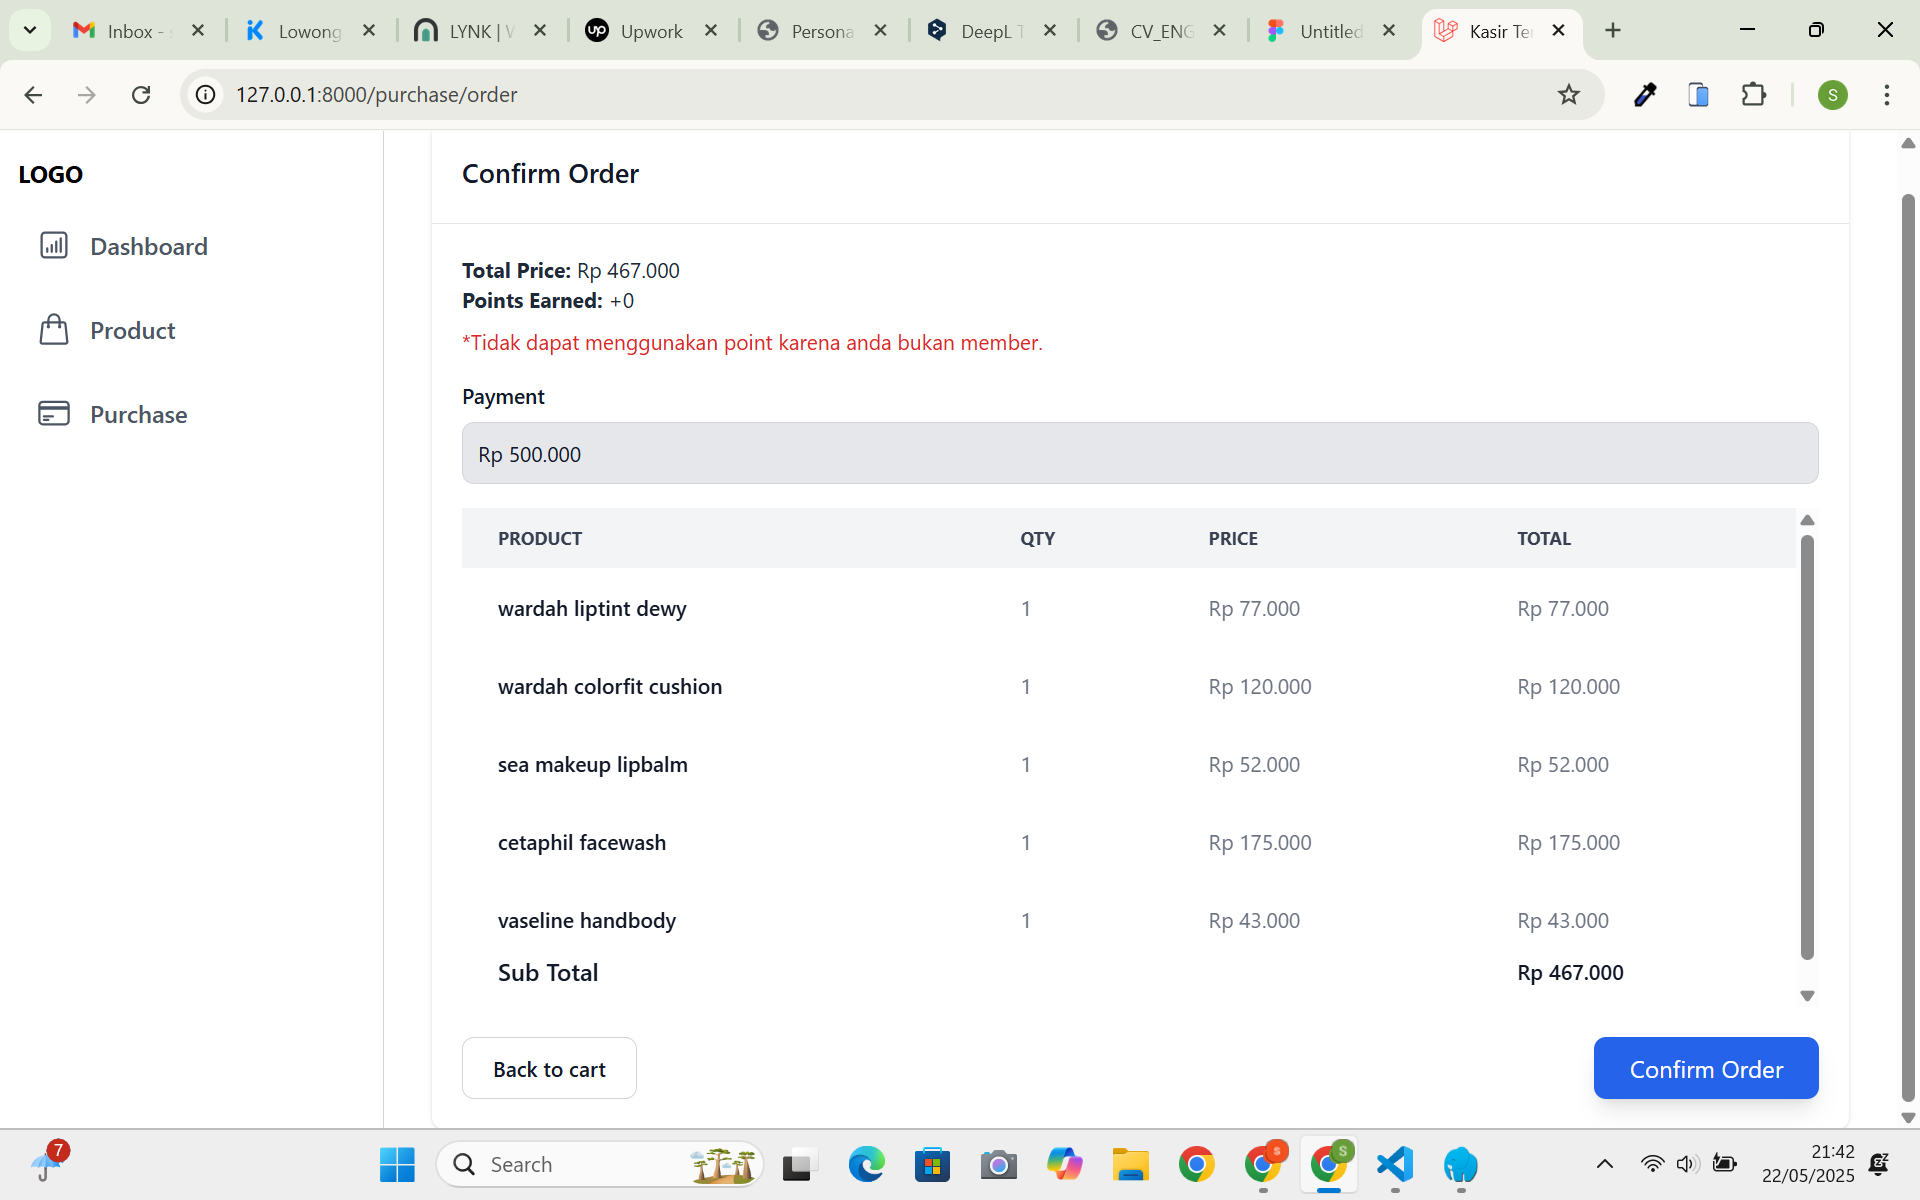 Inbox -
Lowong
LYNK |
Upwork
Persona
DeepL
CV_ENG
Untitled
Kasir Te
127.0.0.1:8000/purchase/order
S
LOGO
Dashboard
Product
Purchase
Confirm Order
Total Price: Rp 467.000
Points Earned: +0
*Tidak dapat menggunakan point karena anda bukan member.
Payment
Rp 500.000
PRODUCT QTY PRICE TOTAL
wardah liptint dewy 1 Rp 77.000 Rp 77.000
wardah colorfit cushion 1 Rp 120.000 Rp 120.000
sea makeup lipbalm 1 Rp 52.000 Rp 52.000
cetaphil facewash 1 Rp 175.000 Rp 175.000
vaseline handbody 1 Rp 43.000 Rp 43.000
Sub Total Rp 467.000
Back to cart
Confirm Order
7
Search
S
S
21:42
22/05/2025